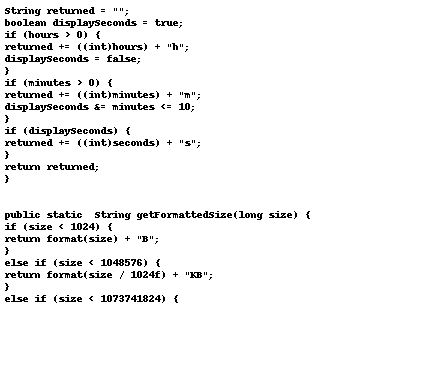 String returned = "";
boolean displaySeconds = true;
if (hours > 0) {
returned += ((int)hours) + "h";
displaySeconds = false;
}
if (minutes > 0) {
returned += ((int)minutes) + "m";
displaySeconds &= minutes <= 10;
}
if (displaySeconds) {
returned += ((int)seconds) + "s";
}
return returned;
}
public static  String getFormattedSize(long size) {
if (size < 1024) {
return format(size) + "B";
}
else if (size < 1048576) {
return format(size / 1024f) + "KB";
}
else if (size < 1073741824) {